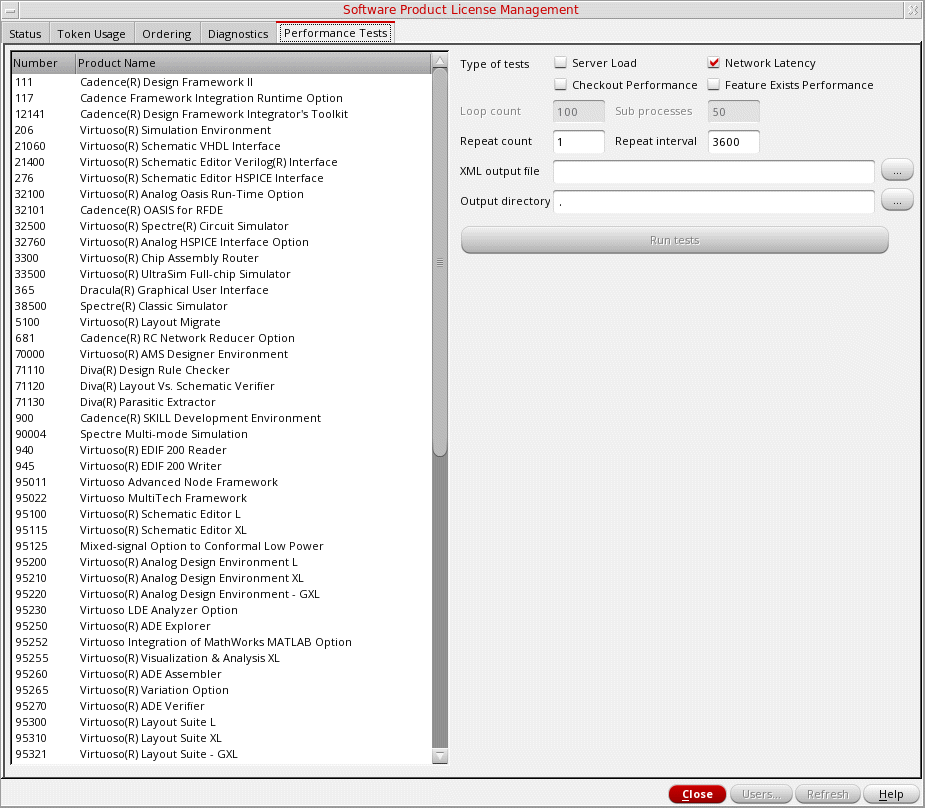 Software Product License Management
Status Token Usage Ordering Diagnostics Performance Tests
Number Product Name
111 Cadence(R) Design Framework II
117 Cadence Framework Integration Runtime Option
12141 Cadence(R) Design Framework Integrator's Toolkit
206 Virtuoso(R) Simulation Environment
21060 Virtuoso(R) Schematic VHDL Interface
21400 Virtuoso(R) Schematic Editor Verilog(R) Interface
276 Virtuoso(R) Schematic Editor HSPICE Interface
32100 Virtuoso(R) Analog Oasis Run-Time Option
32101 Cadence(R) OASIS for RFDE
32500 Virtuoso(R) Spectre(R) Circuit Simulator
32760 Virtuoso(R) Analog HSPICE Interface Option
3300 Virtuoso(R) Chip Assembly Router
33500 Virtuoso(R) UltraSim Full-chip Simulator
365 Dracula(R) Graphical User Interface
38500 Spectre(R) Classic Simulator
5100 Virtuoso(R) Layout Migrate
681 Cadence(R) RC Network Reducer Option
70000 Virtuoso(R) AMS Designer Environment
71110 Diva(R) Design Rule Checker
71120 Diva(R) Layout Vs. Schematic Verifier
71130 Diva(R) Parasitic Extractor
900 Cadence(R) SKILL Development Environment
90004 Spectre Multi-mode Simulation
940 Virtuoso(R) EDIF 200 Reader
945 Virtuoso(R) EDIF 200 Writer
95011 Virtuoso Advanced Node Framework
95022 Virtuoso MultiTech Framework
95100 Virtuoso(R) Schematic Editor L
95115 Virtuoso(R) Schematic Editor XL
95125 Mixed-signal Option to Conformal Low Power
95200 Virtuoso(R) Analog Design Environment L
95210 Virtuoso(R) Analog Design Environment XL
95220 Virtuoso(R) Analog Design Environment - GXL
95230 Virtuoso LDE Analyzer Option
95250 Virtuoso(R) ADE Explorer
95252 Virtuoso Integration of MathWorks MATLAB Option
95255 Virtuoso(R) Visualization & Analysis XL
95260 Virtuoso(R) ADE Assembler
95265 Virtuoso(R) Variation Option
95270 Virtuoso(R) ADE Verifier
95300 Virtuoso(R) Layout Suite L
95310 Virtuoso(R) Layout Suite XL
95321 Virtuoso(R) Layout Suite - GXL
Type of tests Server Load Network Latency
Checkout Performance Feature Exists Performance
Loop count 100 Sub processes 50
Repeat count 1 Repeat interval 3600
XML output file ...
Output directory . ...
Run tests
Close Users... Refresh Help